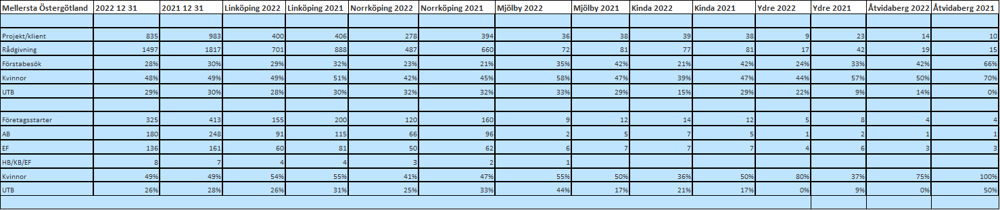 Mellersta Östergötland 2022 12 31 2021 12 31 Linköping 2022 Linköping 2021 Norrköping 2022 Norrköping 2021 Mjölby 2022 Mjölby 2021 Kinda 2022 Kinda 2021 Ydre 2022 Ydre 2021 Åtvidaberg 2022 Åtvidaberg 2021
Projekt/klient 835 983 400 406 278 394 36 38 39 38 9 23 14 10
Rådgivning 1497 1817 701 888 487 660 72 81 77 81 17 42 19 15
Förstabesök 28% 30% 29% 32% 23% 21% 35% 42% 21% 42% 24% 33% 42% 66%
Kvinnor 48% 49% 49% 51% 42% 45% 58% 47% 39% 47% 44% 57% 50% 70%
UTB 29% 30% 28% 30% 32% 32% 33% 29% 15% 29% 22% 9% 14% 0%
Företagsstarter 325 413 155 200 120 160 9 12 14 12 5 8 4 4
AB 180 248 91 115 66 96 2 5 7 5 1 2 1 1
EF 136 161 60 81 50 62 6 7 7 7 4 6 3 3
HB/KB/EF 8 7 4 4 3 2 1
Kvinnor 49% 49% 54% 55% 41% 47% 55% 50% 36% 50% 80% 37% 75% 100%
UTB 26% 28% 26% 31% 25% 33% 44% 17% 21% 17% 0% 9% 0% 50%